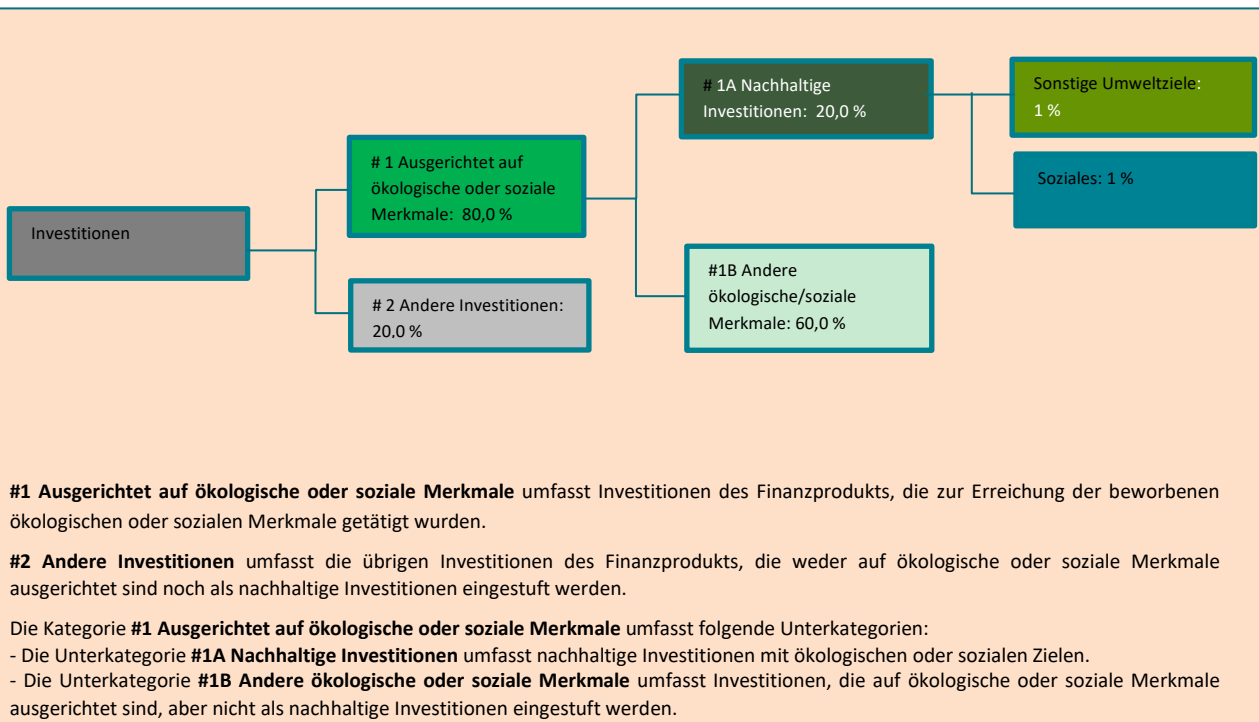 # 1A Nachhaltige
Investitionen: 20,0 %
Sonstige Umweltziele:
1 %
# 1 Ausgerichtet auf
ökologische oder soziale
Merkmale: 80,0 %
Soziales: 1 %
Investitionen
#1B Andere
ökologische/soziale
Merkmale: 60,0 %
# 2 Andere Investitionen:
20,0 %
#1 Ausgerichtet auf ökologische oder soziale Merkmale umfasst Investitionen des Finanzprodukts, die zur Erreichung der beworbenen
ökologischen oder sozialen Merkmale getätigt wurden.
#2 Andere Investitionen umfasst die übrigen Investitionen des Finanzprodukts, die weder auf ökologische oder soziale Merkmale
ausgerichtet sind noch als nachhaltige Investitionen eingestuft werden.
Die Kategorie #1 Ausgerichtet auf ökologische oder soziale Merkmale umfasst folgende Unterkategorien:
- Die Unterkategorie #1A Nachhaltige Investitionen umfasst nachhaltige Investitionen mit ökologischen oder sozialen Zielen.
- Die Unterkategorie #1B Andere ökologische oder soziale Merkmale umfasst Investitionen, die auf ökologische oder soziale Merkmale
ausgerichtet sind, aber nicht als nachhaltige Investitionen eingestuft werden.